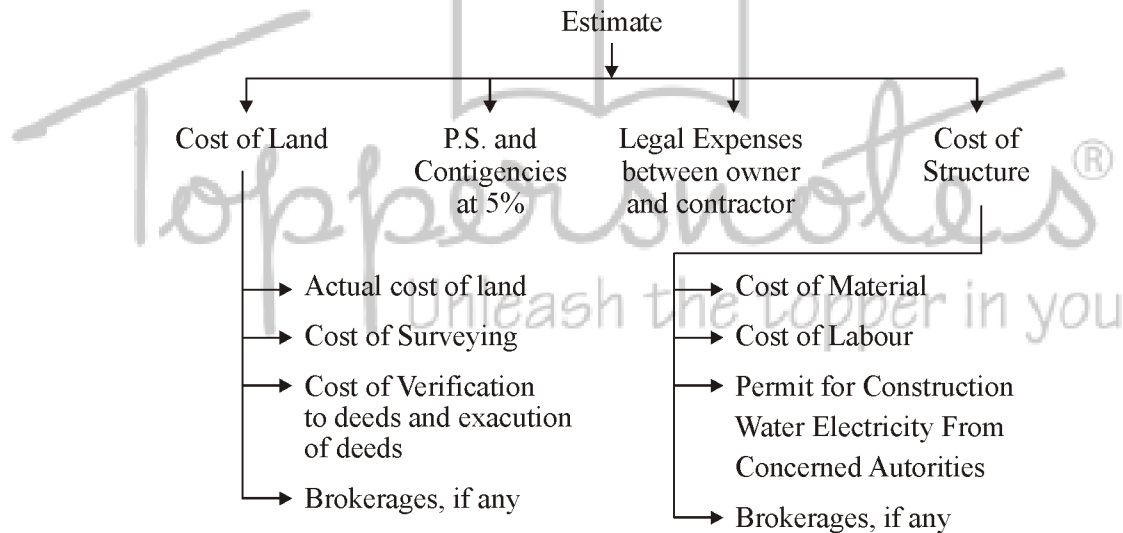 Estimate
Cost of Land
P.S. and
Contigencies
at 5%
Legal Expenses
between owner
and contractor
Cost of
Structure
Actual cost of land
Cost of Surveying
Cost of Verification
to deeds and exacution
of deeds
Brokerages, if any
Cost of Material
Cost of Labour
Permit for Construction
Water Electricity From
Concerned Autorities
Brokerages, if any
Toppersnotes®
Unleash the topper in you